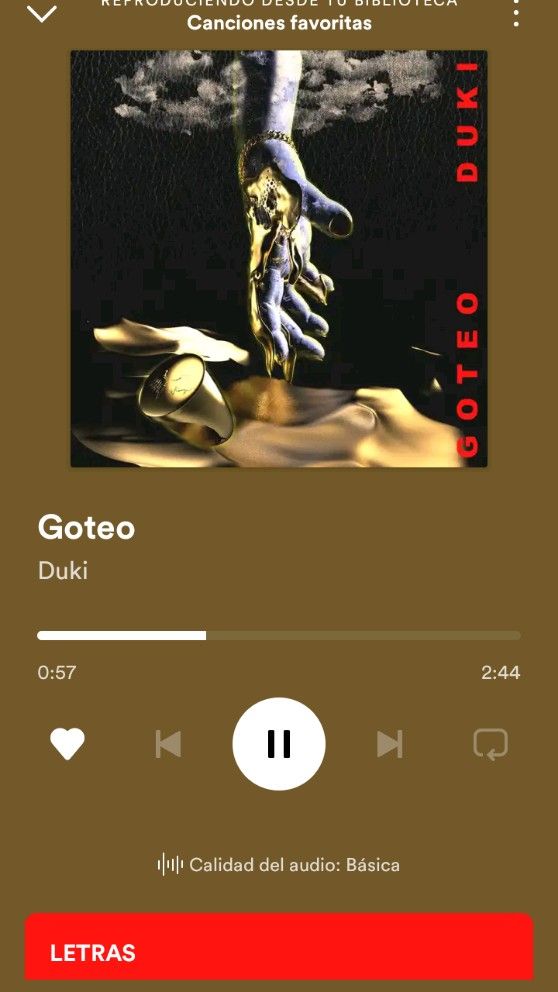 REPRODUCIENDO DESDE TU BIBLIOTECA
Canciones favoritas
DUKI
GOTEO
Goteo
Duki
0:57
2:44
Calidad del audio: Básica
LETRAS